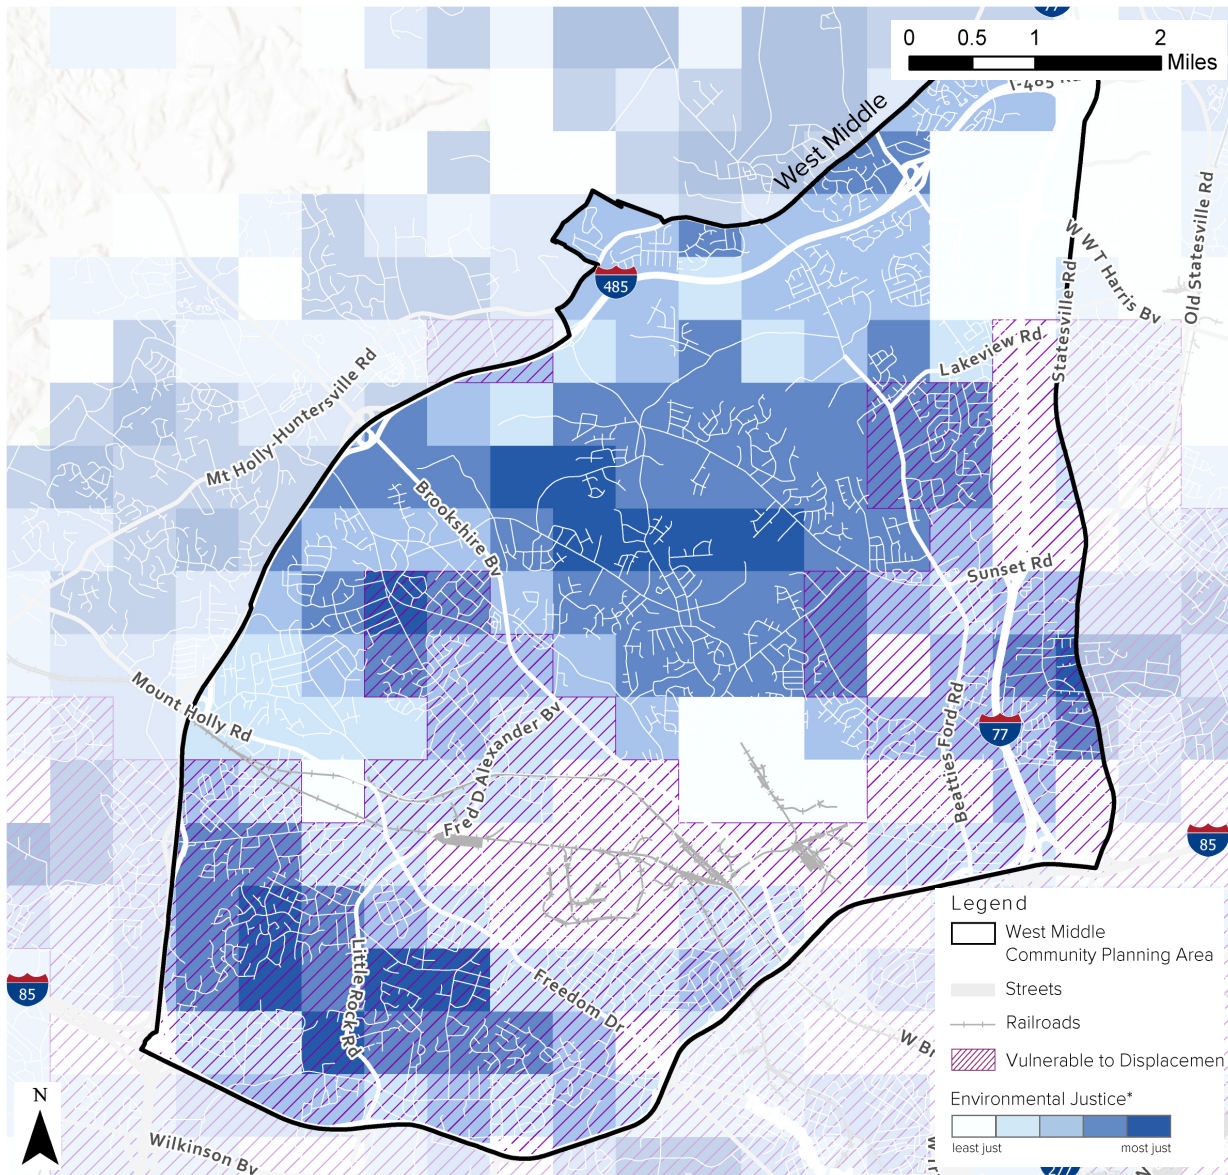 77
0 0.5 1 2
Miles
I-485 Rd
West Middle
Old Statesville Rd
W W T Harris Bv
Statesville Rd
485
Lakeview Rd
Mt Holly-Huntersville Rd
Brookshire Bv
Sunset Rd
Mount Holly Rd
Beatties Ford Rd
77
Fred D Alexander Bv
85
Little Rock Rd
Freedom Dr
85
W Br
N
Wilkinson Bv
Legend
West Middle
Community Planning Area
Streets
Railroads
Vulnerable to Displacemen
Environmental Justice*
least just most just